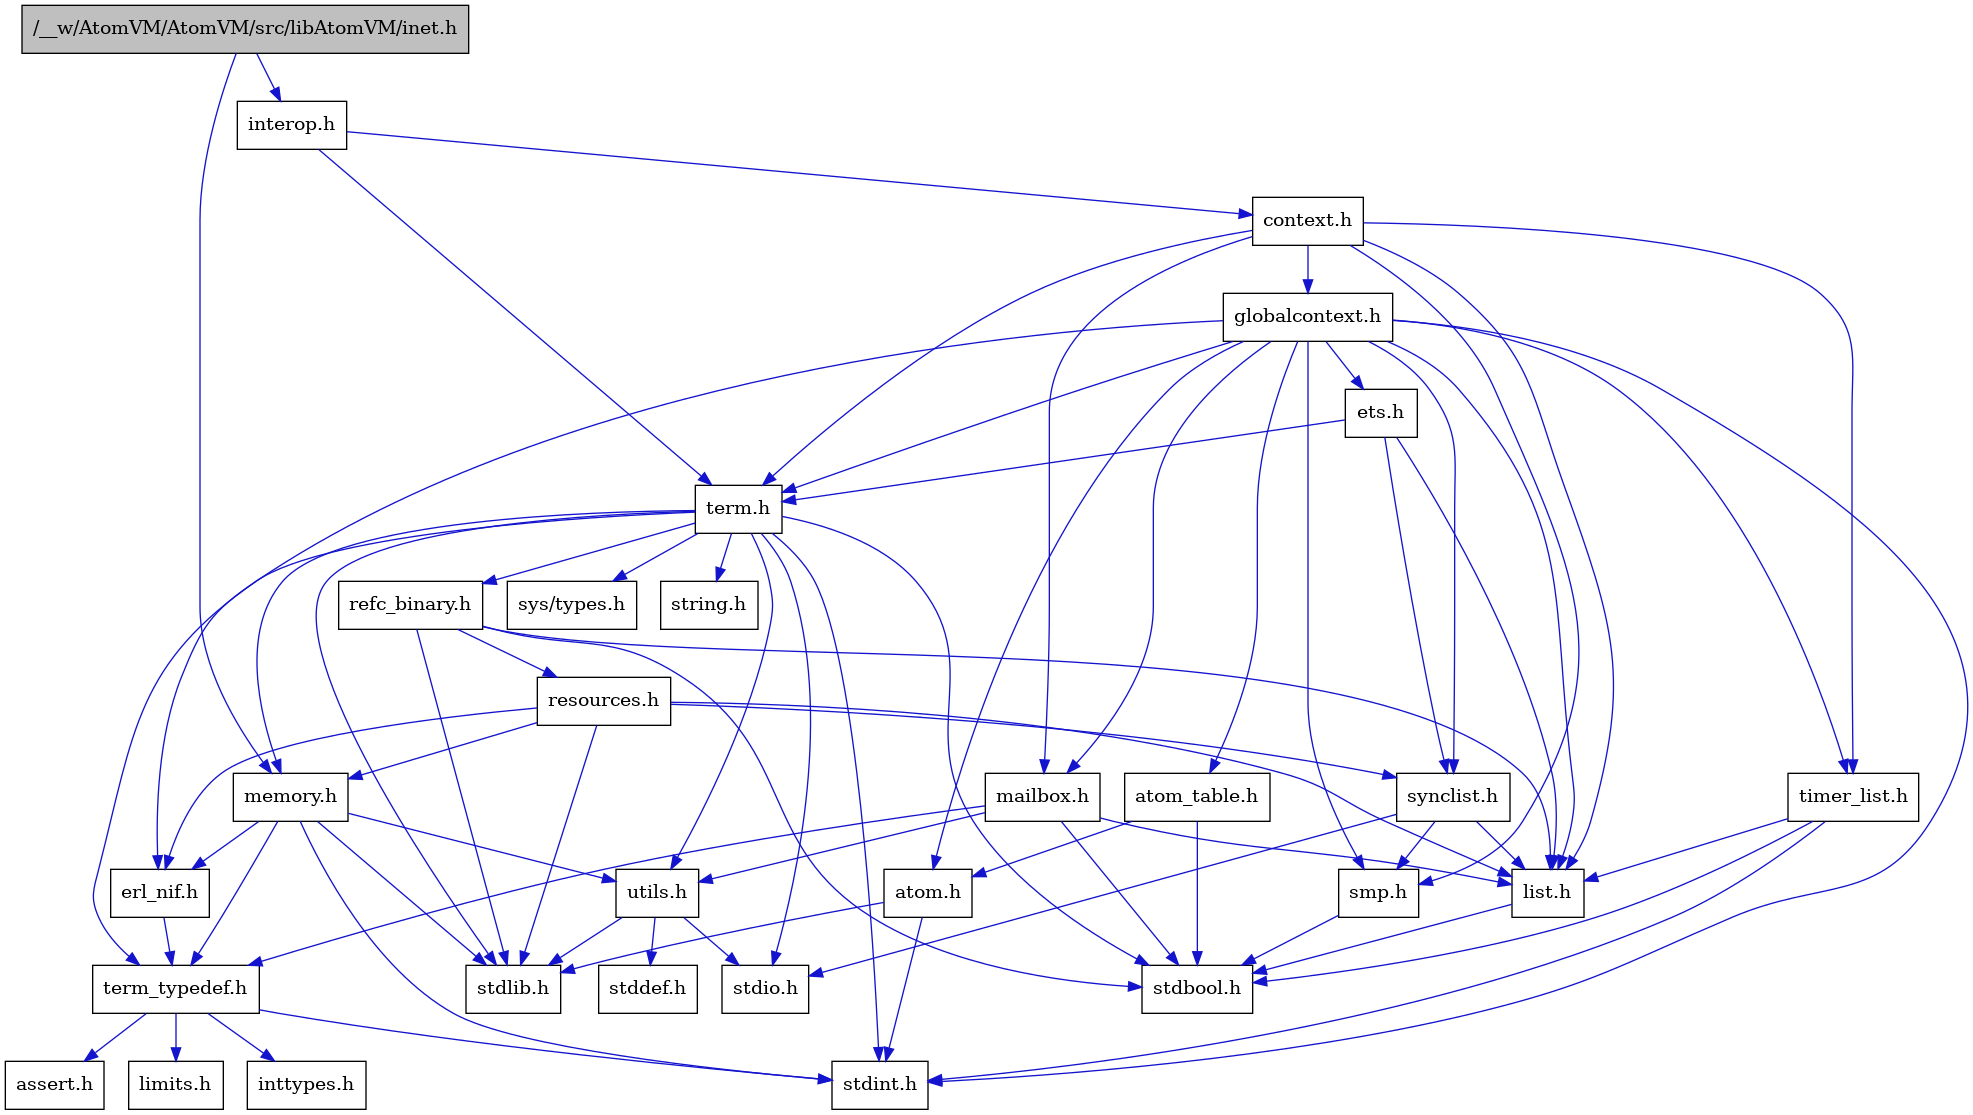 /__w/AtomVM/AtomVM/src/libAtomVM/inet.h
interop.h
context.h
globalcontext.h
ets.h
term.h
refc_binary.h
sys/types.h
string.h
resources.h
memory.h
mailbox.h
atom_table.h
synclist.h
timer_list.h
erl_nif.h
utils.h
atom.h
smp.h
list.h
term_typedef.h
stdlib.h
stddef.h
stdio.h
stdbool.h
assert.h
limits.h
inttypes.h
stdint.h